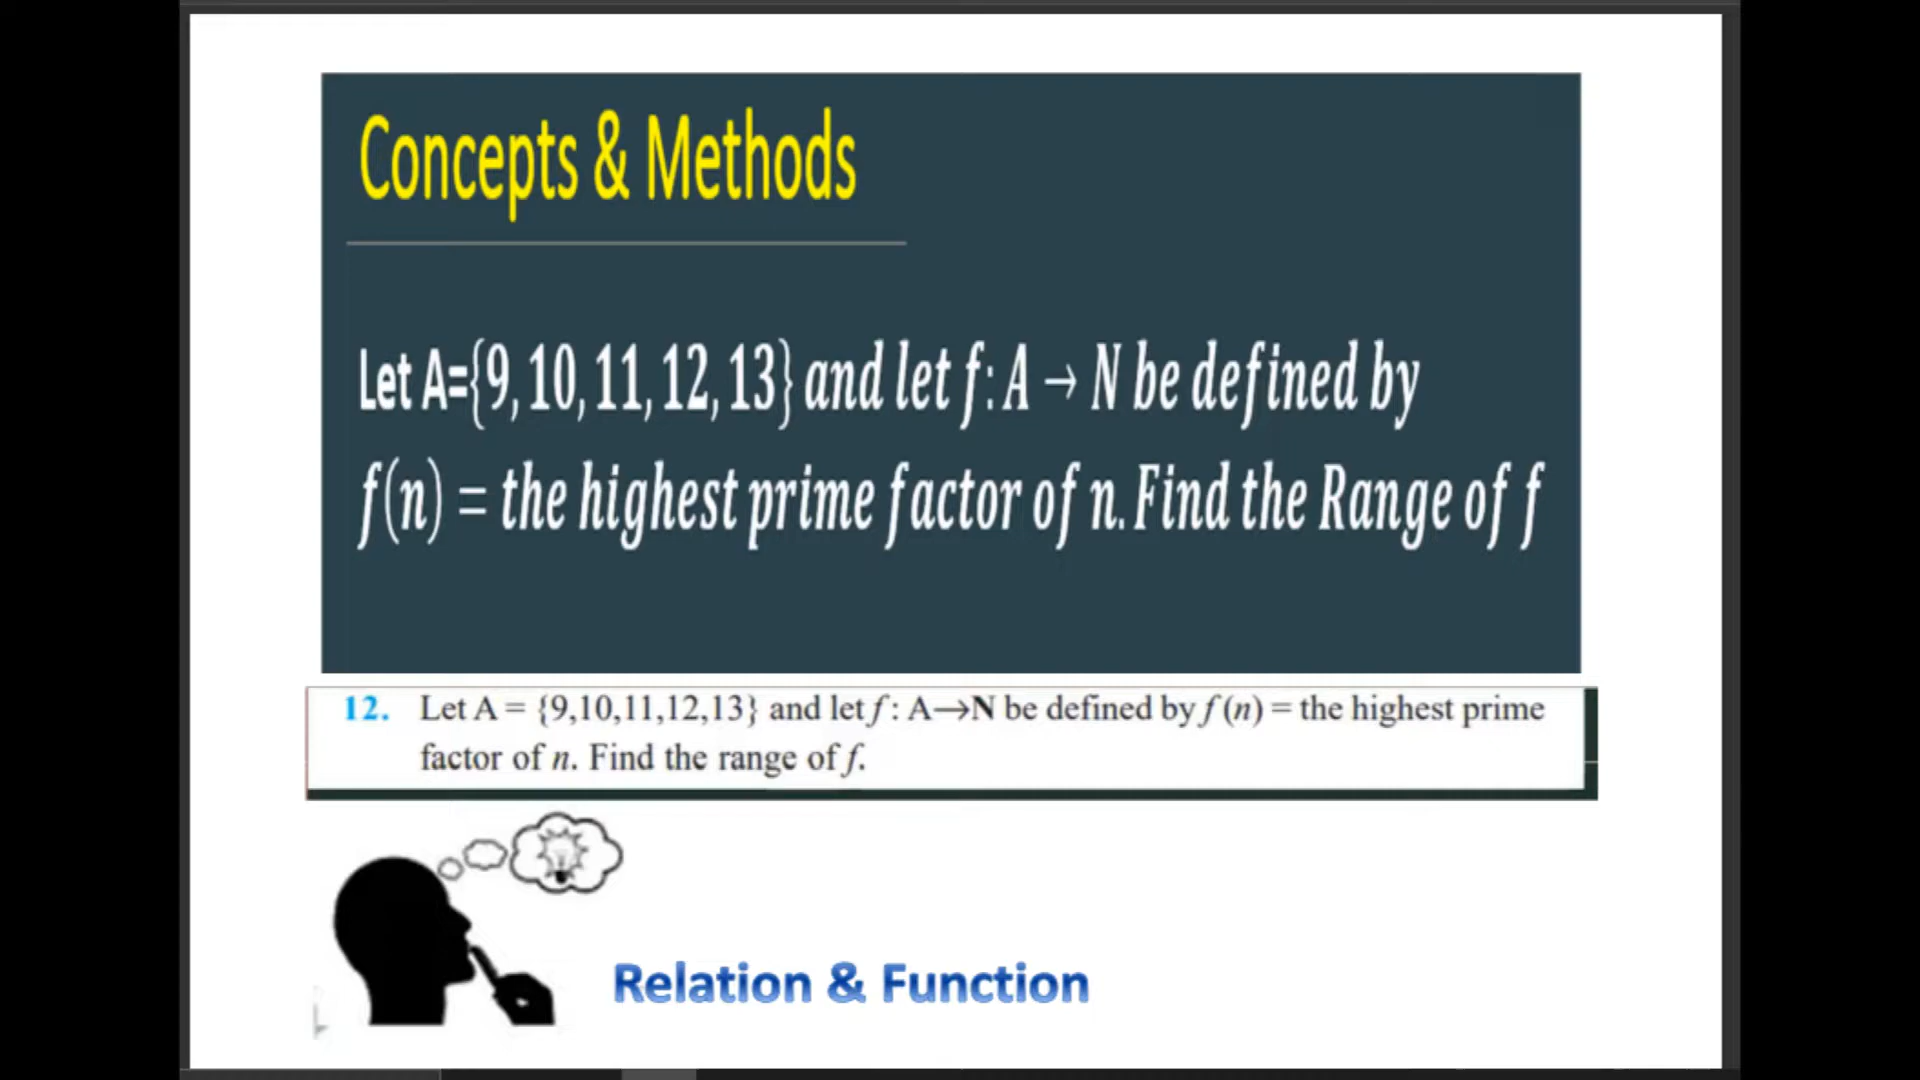 Concepts & Methods
Let A={9, 10, 11, 12, 13} and let f: A → N be defined by
f(n) = the highest prime factor of n. Find the Range of f
12. Let A = {9,10,11,12,13} and let f : A→N be defined by f (n) = the highest prime
factor of n. Find the range of f.
Relation & Function